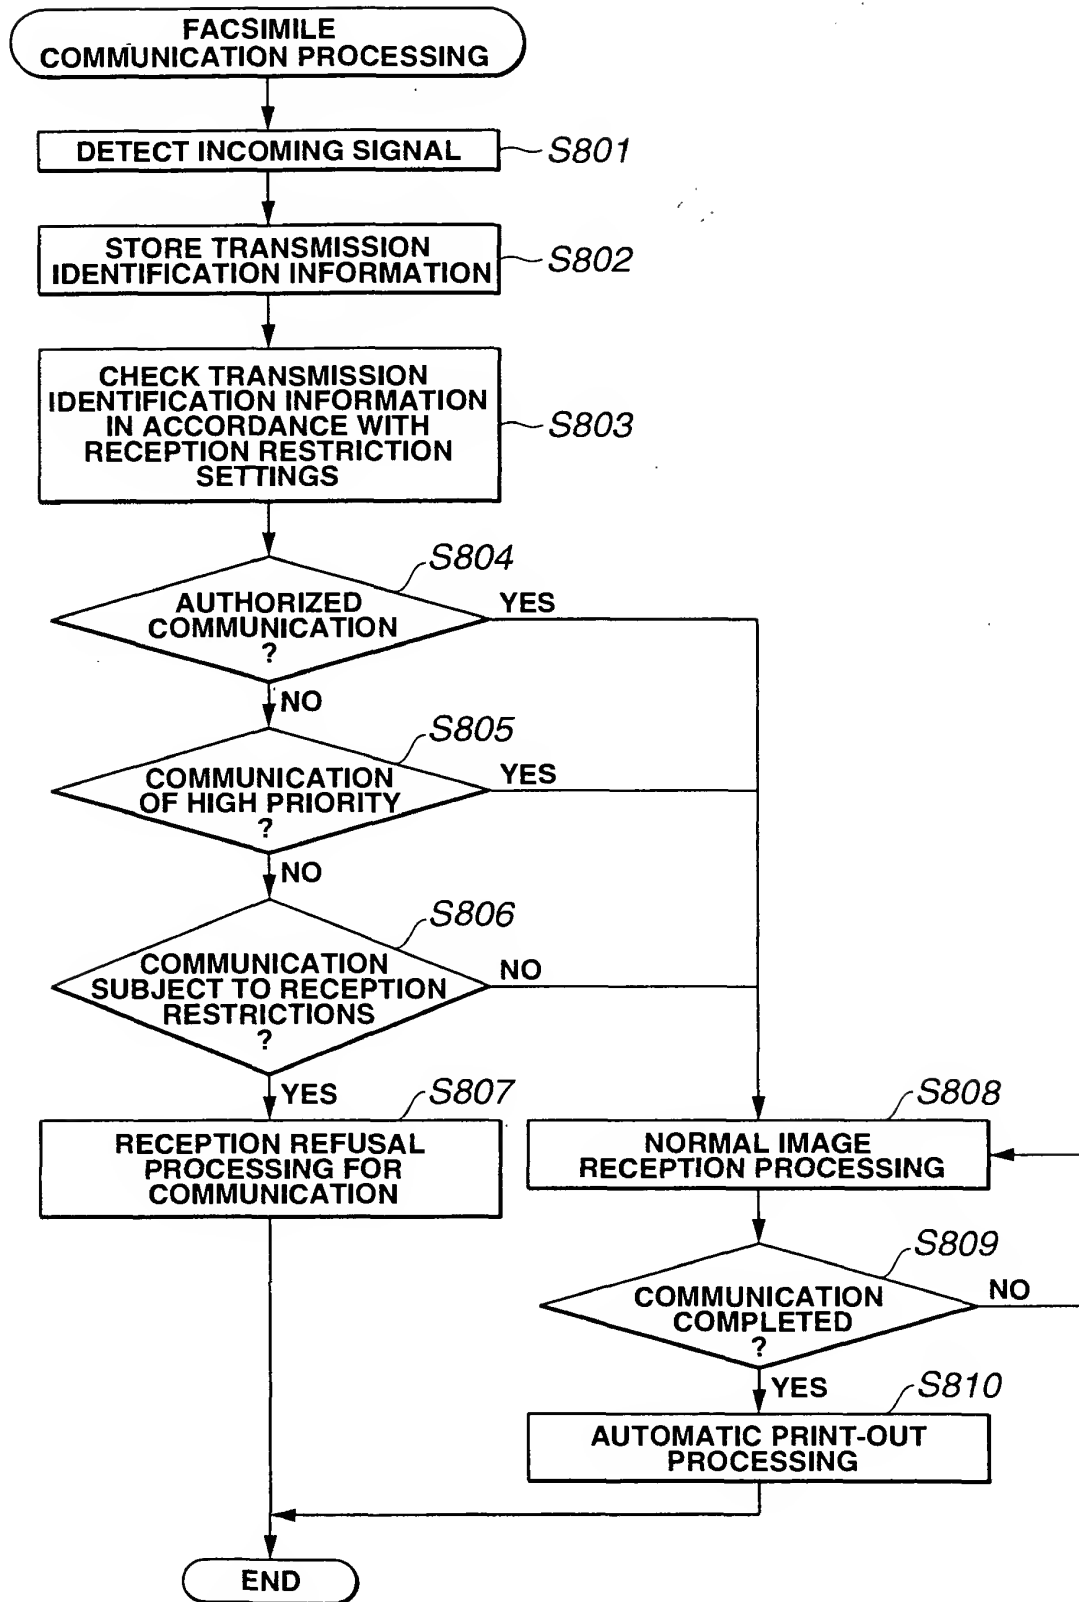 FACSIMILE
COMMUNICATION PROCESSING
DETECT INCOMING SIGNAL
S801
STORE TRANSMISSION
IDENTIFICATION INFORMATION
S802
CHECK TRANSMISSION
IDENTIFICATION INFORMATION
IN ACCORDANCE WITH
RECEPTION RESTRICTION
SETTINGS
S803
S804
AUTHORIZED
COMMUNICATION
?
YES
NO
S805
COMMUNICATION
OF HIGH PRIORITY
?
YES
NO
S806
COMMUNICATION
SUBJECT TO RECEPTION
RESTRICTIONS
?
NO
YES
S807
RECEPTION REFUSAL
PROCESSING FOR
COMMUNICATION
S808
NORMAL IMAGE
RECEPTION PROCESSING
S809
COMMUNICATION
COMPLETED
?
NO
YES
S810
AUTOMATIC PRINT-OUT
PROCESSING
END